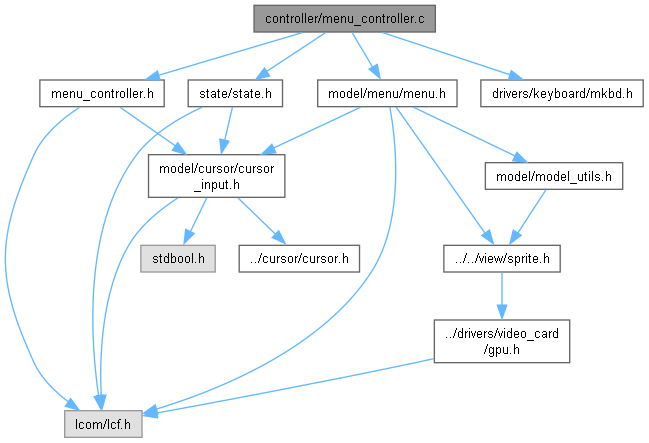 controller/menu_controller.c
menu_controller.h
state/state.h
model/menu/menu.h
drivers/keyboard/mkbd.h
model/cursor/cursor
_input.h
model/model_utils.h
stdbool.h
../cursor/cursor.h
../../view/sprite.h
../drivers/video_card
/gpu.h
lcom/lcf.h